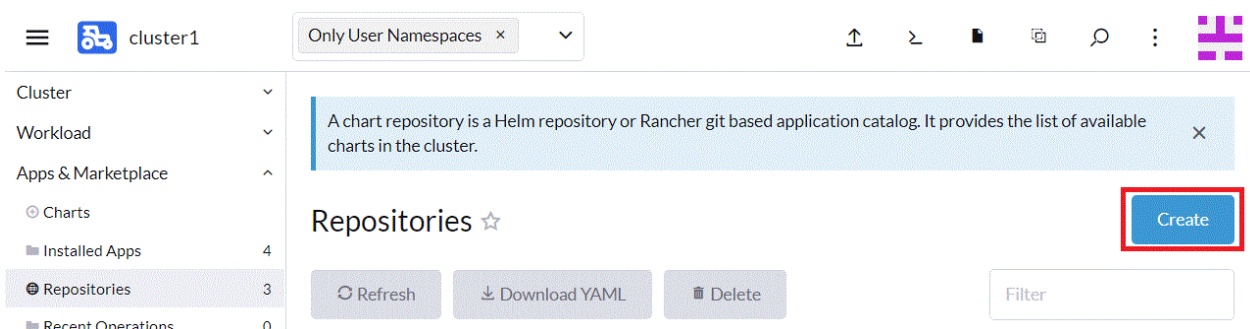 cluster1
Only User Namespaces ×
Cluster
Workload
Apps & Marketplace
Charts
Installed Apps 4
Repositories 3
Recent Operations 0
A chart repository is a Helm repository or Rancher git based application catalog. It provides the list of available
charts in the cluster.
Repositories
Create
Refresh
Download YAML
Delete
Filter